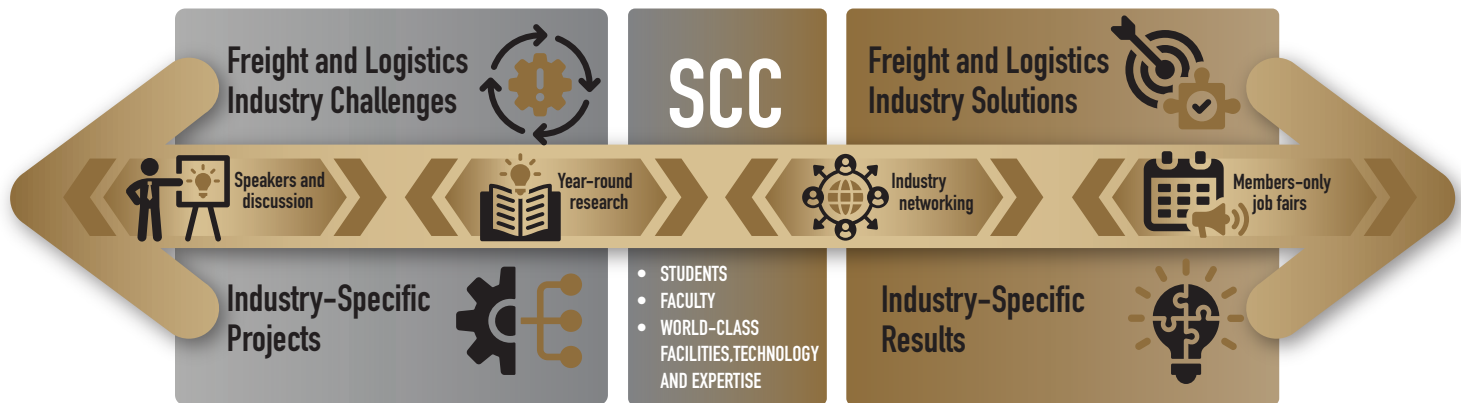 Freight and Logistics
Industry Challenges
SCC
Freight and Logistics
Industry Solutions
Speakers and
discussion
Year-round
research
Industry
networking
Members-only
job fairs
Industry-Specific
Projects
• STUDENTS
• FACULTY
• WORLD-CLASS
FACILITIES,TECHNOLOGY
AND EXPERTISE
Industry-Specific
Results